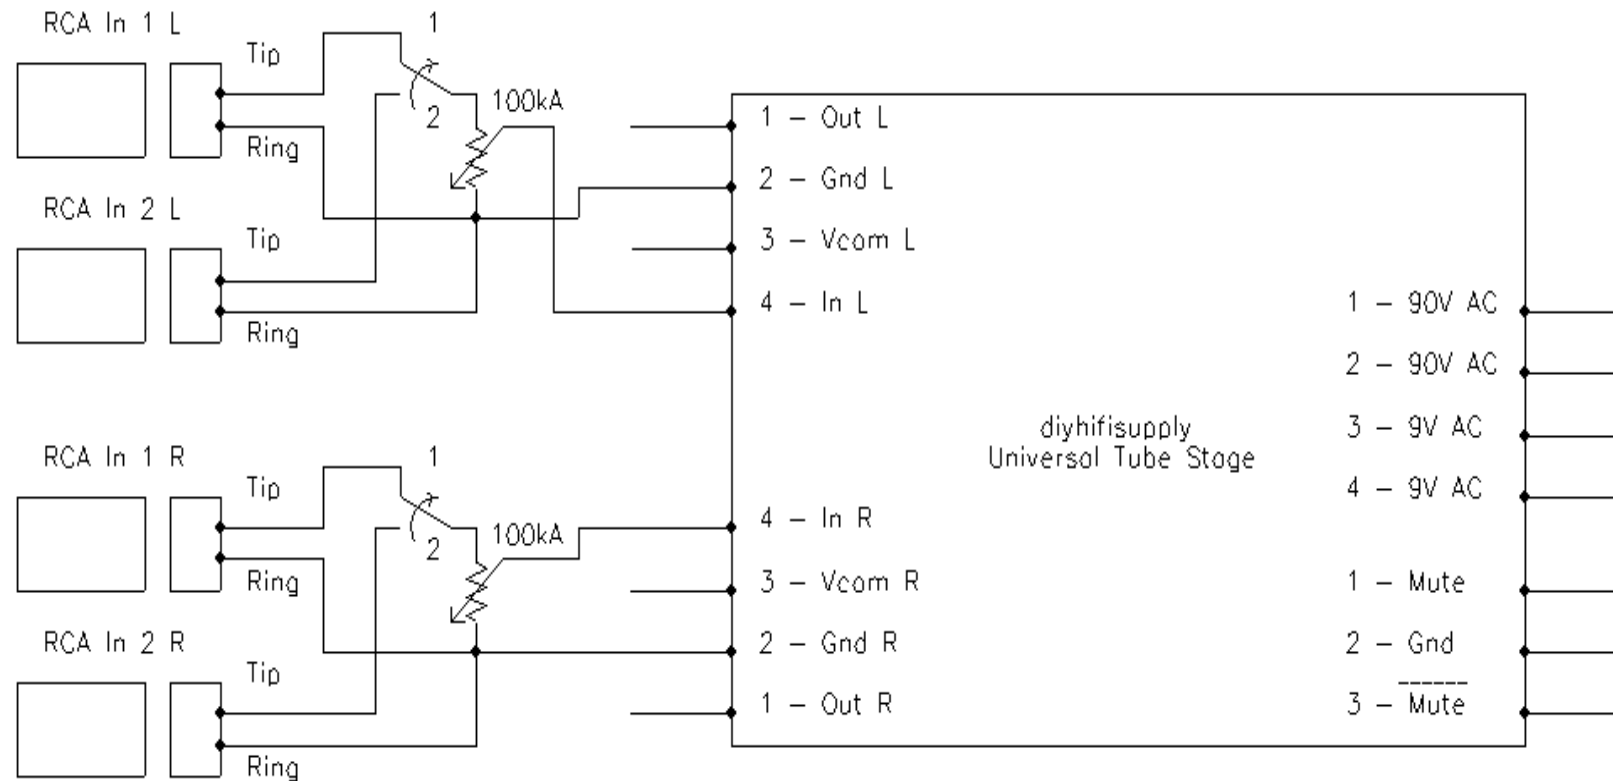 RCA In 1 L
Tip
1
2
100kA
Ring
RCA In 2 L
Tip
Ring
RCA In 1 R
Tip
1
2
100kA
Ring
RCA In 2 R
Tip
Ring
1 – Out L
2 – Gnd L
3 – Vcom L
4 – In L
4 – In R
3 – Vcom R
2 – Gnd R
1 – Out R
diyhifisupply
Universal Tube Stage
1 – 90V AC
2 – 90V AC
3 – 9V AC
4 – 9V AC
1 – Mute
2 – Gnd
3 – M̅u̅t̅e̅